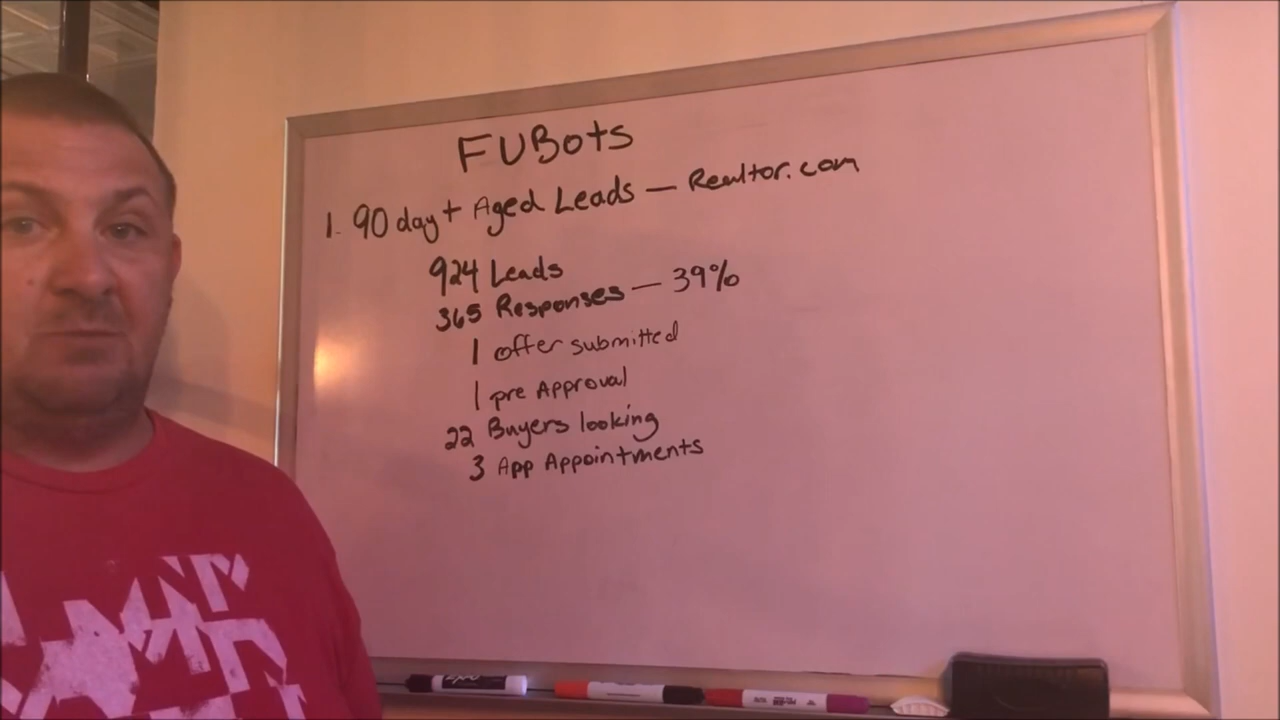 FUBots
1. 90 day+ Aged Leads — Realtor.com
924 Leads
365 Responses — 39%
1 offer submitted
1 pre Approval
22 Buyers looking
3 App Appointments